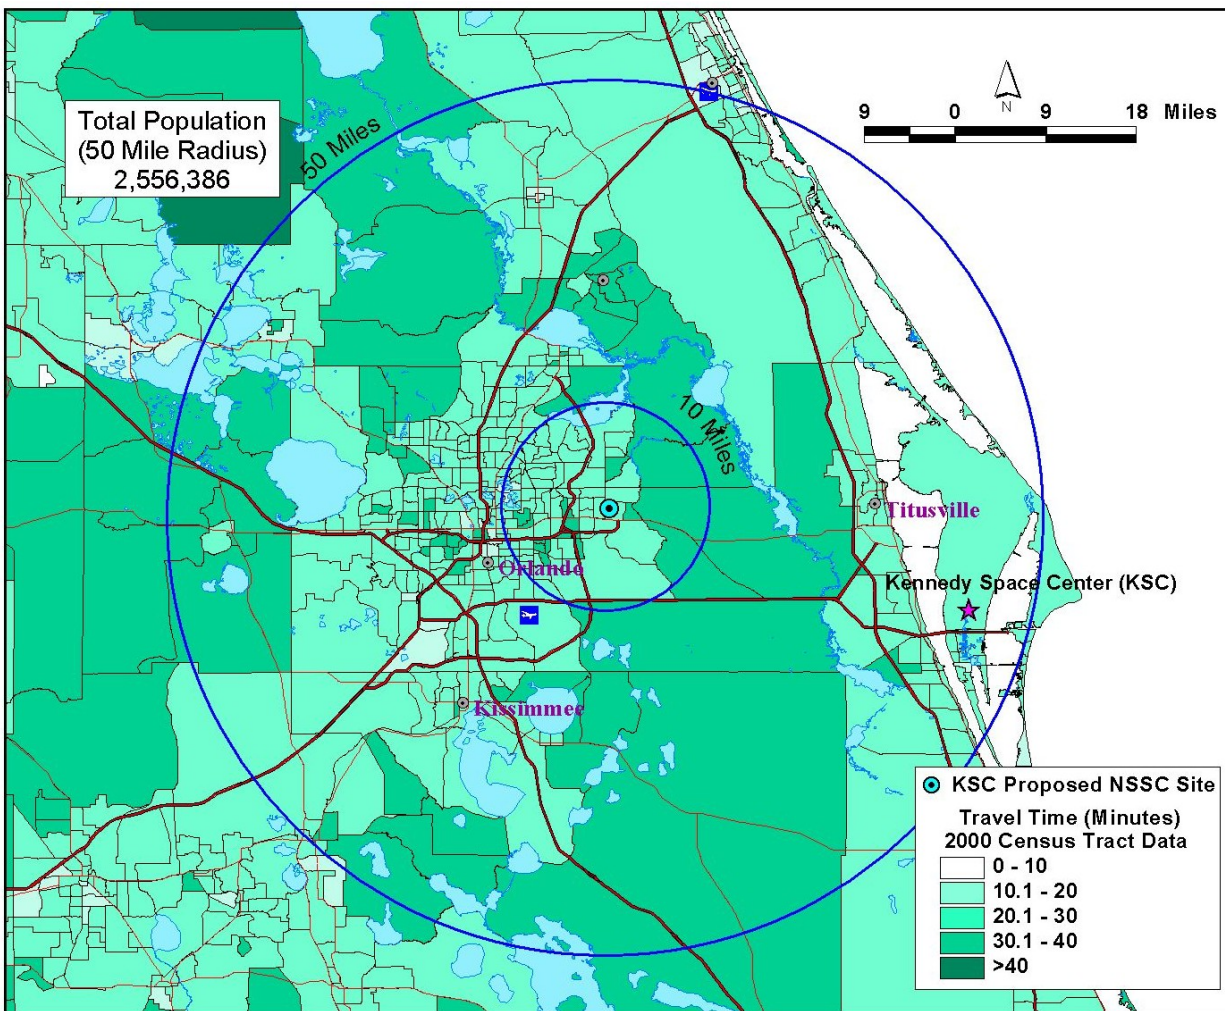 Total Population
(50 Mile Radius)
2,556,386
50 Miles
N
9 0 9 18 Miles
10 Miles
Titusville
Orlando
Kennedy Space Center (KSC)
Kissimmee
KSC Proposed NSSC Site
Travel Time (Minutes)
2000 Census Tract Data
0 - 10
10.1 - 20
20.1 - 30
30.1 - 40
>40